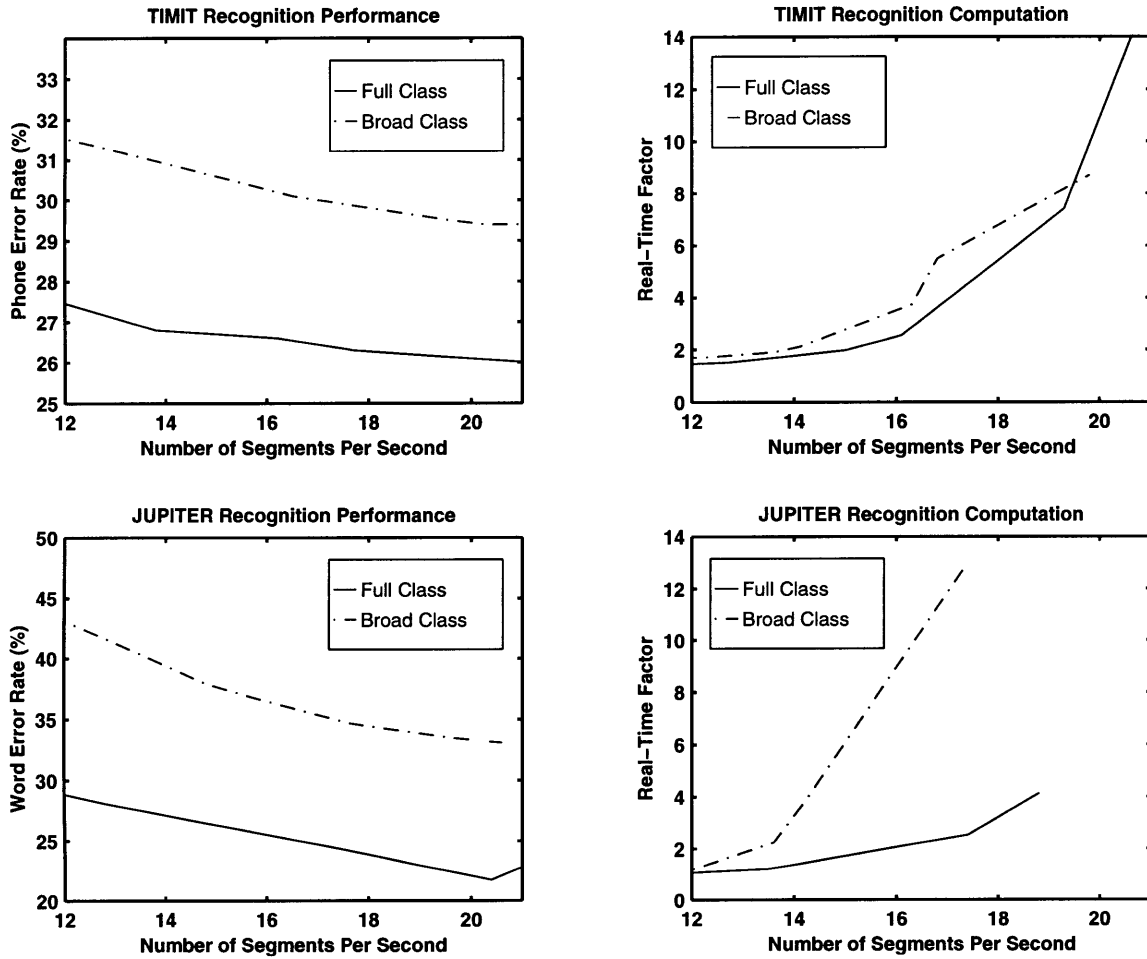 TIMIT Recognition Performance
33
32
31
30
29
28
27
26
25
Phone Error Rate (%)
Full Class
Broad Class
12 14 16 18 20
Number of Segments Per Second
TIMIT Recognition Computation
14
12
10
8
6
4
2
0
Real-Time Factor
Full Class
Broad Class
12 14 16 18 20
Number of Segments Per Second
JUPITER Recognition Performance
50
45
40
35
30
25
20
Word Error Rate (%)
Full Class
Broad Class
12 14 16 18 20
Number of Segments Per Second
JUPITER Recognition Computation
14
12
10
8
6
4
2
0
Real-Time Factor
Full Class
Broad Class
12 14 16 18 20
Number of Segments Per Second